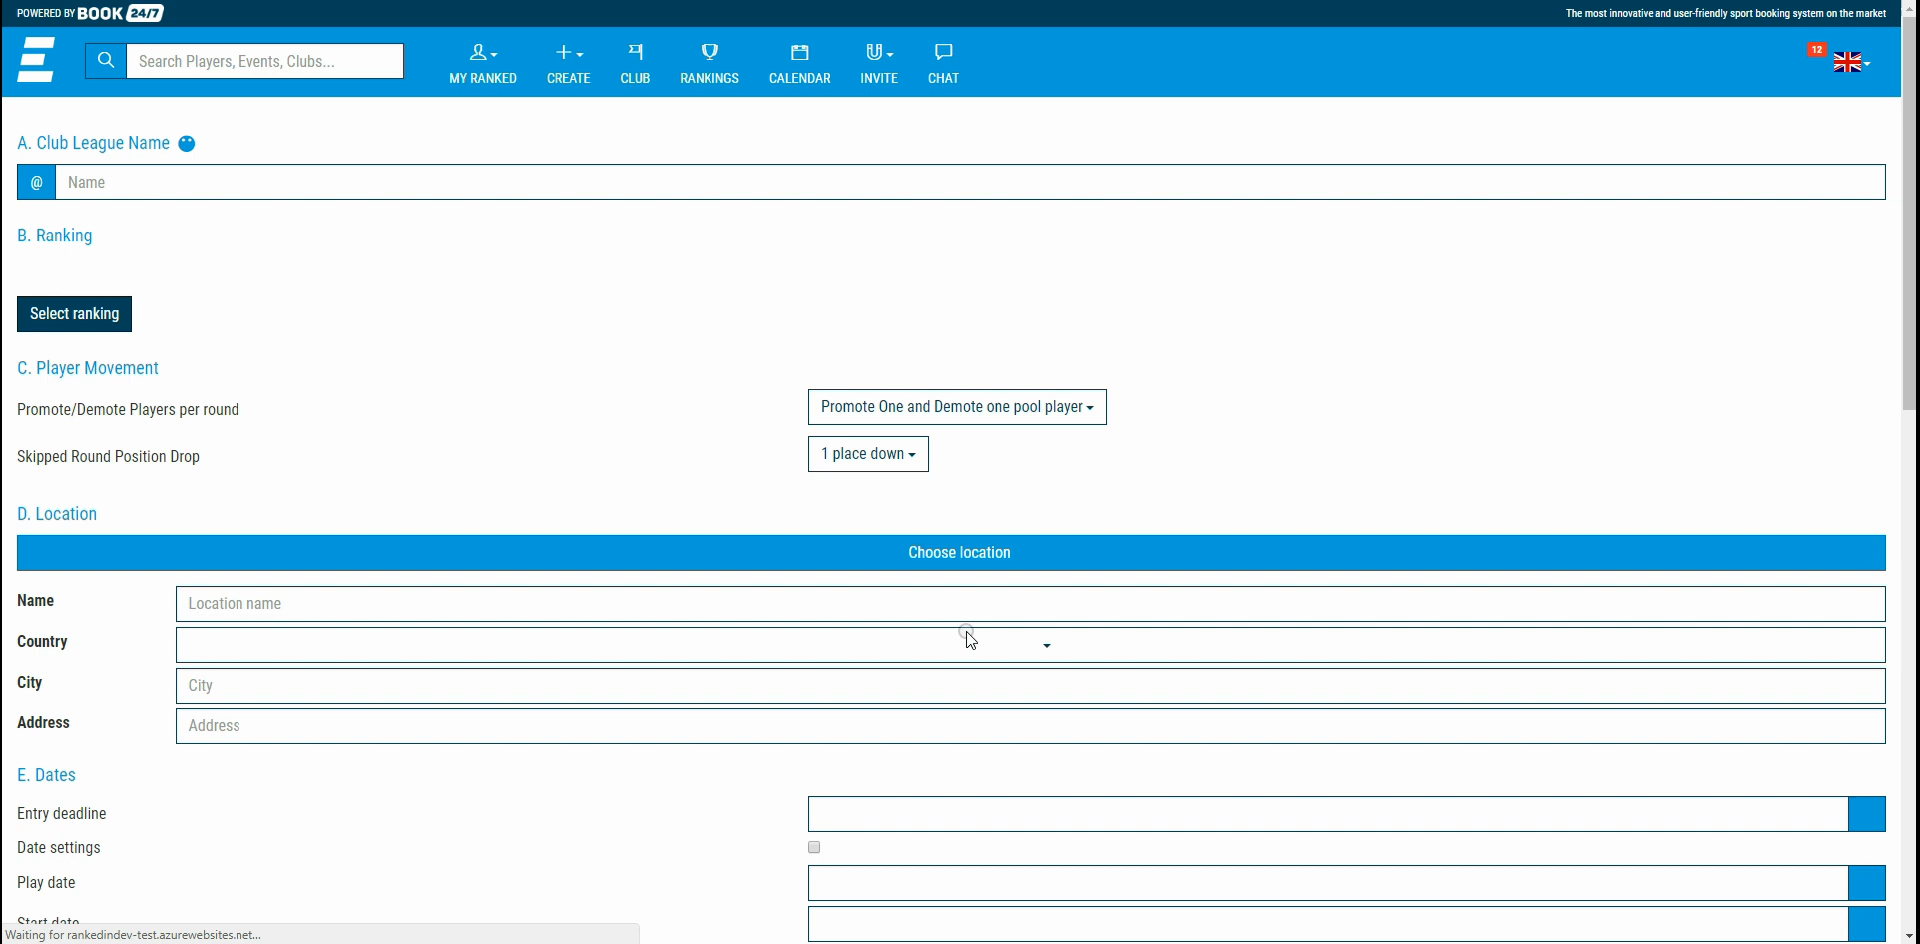 POWERED BY BOOK 24/7
The most innovative and user-friendly sport booking system on the market
Search Players, Events, Clubs...
MY RANKED
CREATE
CLUB
RANKINGS
CALENDAR
INVITE
CHAT
12
A. Club League Name
@ Name
B. Ranking
Select ranking
C. Player Movement
Promote/Demote Players per round
Promote One and Demote one pool player
Skipped Round Position Drop
1 place down
D. Location
Choose location
Name
Location name
Country
City
City
Address
Address
E. Dates
Entry deadline
Date settings
Play date
Start date
Waiting for rankedindev-test.azurewebsites.net...